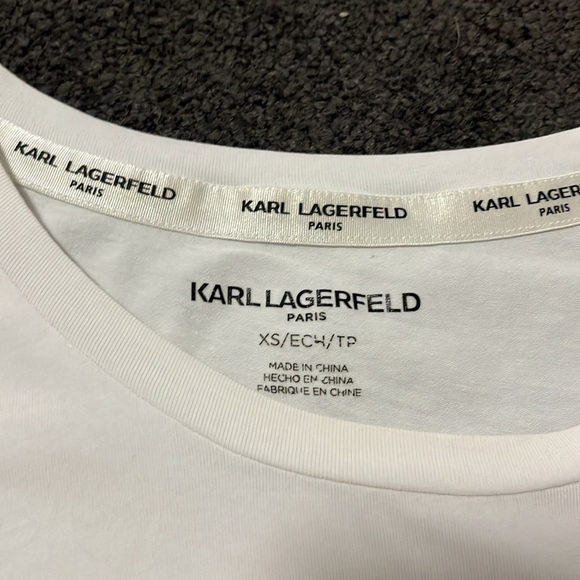 KARL LAGERFELD
PARIS
KARL LAGERFELD
PARIS
KARL LAGERF
PARIS
KARL LAGERFELD
PARIS
XS/ECH/TP
MADE IN CHINA
HECHO EN CHINA
FABRIQUE EN CHINE